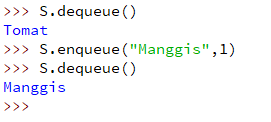 >>> S.dequeue()
Tomat
>>> S.enqueue("Manggis",1)
>>> S.dequeue()
Manggis
>>>